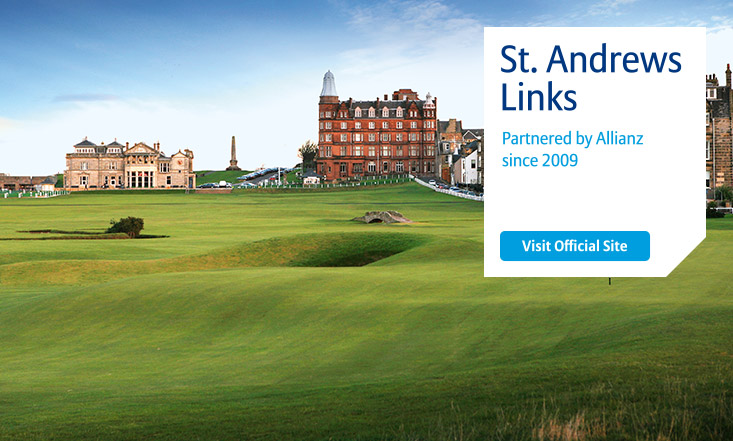 St. Andrews
Links
Partnered by Allianz
since 2009
Visit Official Site